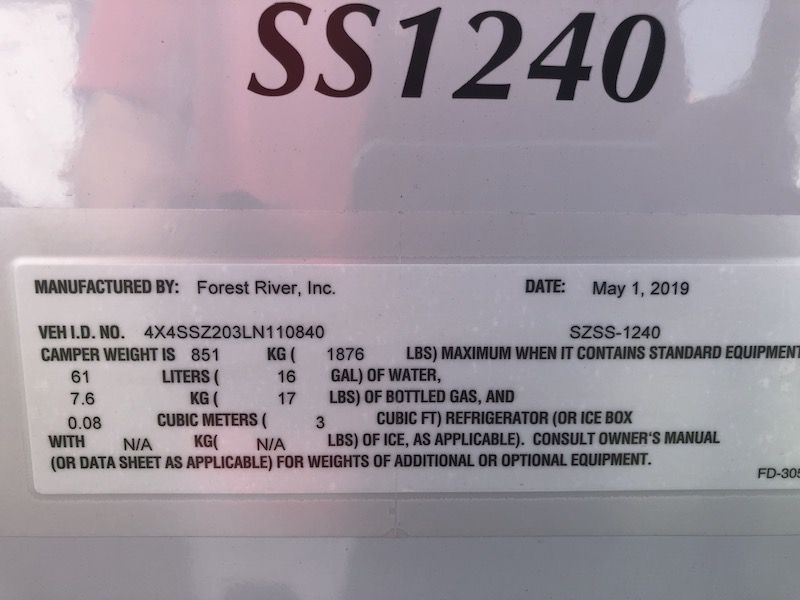 SS1240
MANUFACTURED BY: Forest River, Inc. DATE: May 1, 2019
VEH I.D. NO. 4X4SSZ203LN110840 SZSS-1240
CAMPER WEIGHT IS 851 KG ( 1876 LBS) MAXIMUM WHEN IT CONTAINS STANDARD EQUIPMENT
61 LITERS ( 16 GAL) OF WATER,
7.6 KG ( 17 LBS) OF BOTTLED GAS, AND
0.08 CUBIC METERS ( 3 CUBIC FT) REFRIGERATOR (OR ICE BOX
WITH N/A KG( N/A LBS) OF ICE, AS APPLICABLE). CONSULT OWNER'S MANUAL
(OR DATA SHEET AS APPLICABLE) FOR WEIGHTS OF ADDITIONAL OR OPTIONAL EQUIPMENT.
FD-305